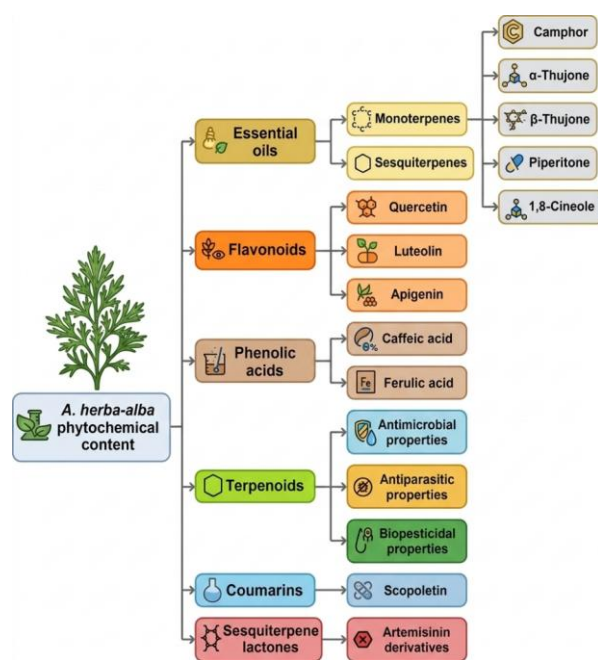 A. herba-alba
phytochemical
content
Essential
oils
Monoterpenes
Sesquiterpenes
Camphor
α-Thujone
β-Thujone
Piperitone
1,8-Cineole
Flavonoids
Quercetin
Luteolin
Apigenin
Phenolic
acids
Caffeic acid
Fe
Ferulic acid
Terpenoids
Antimicrobial
properties
Antiparasitic
properties
Biopesticidal
properties
Coumarins
Scopoletin
Sesquiterpene
lactones
Artemisinin
derivatives